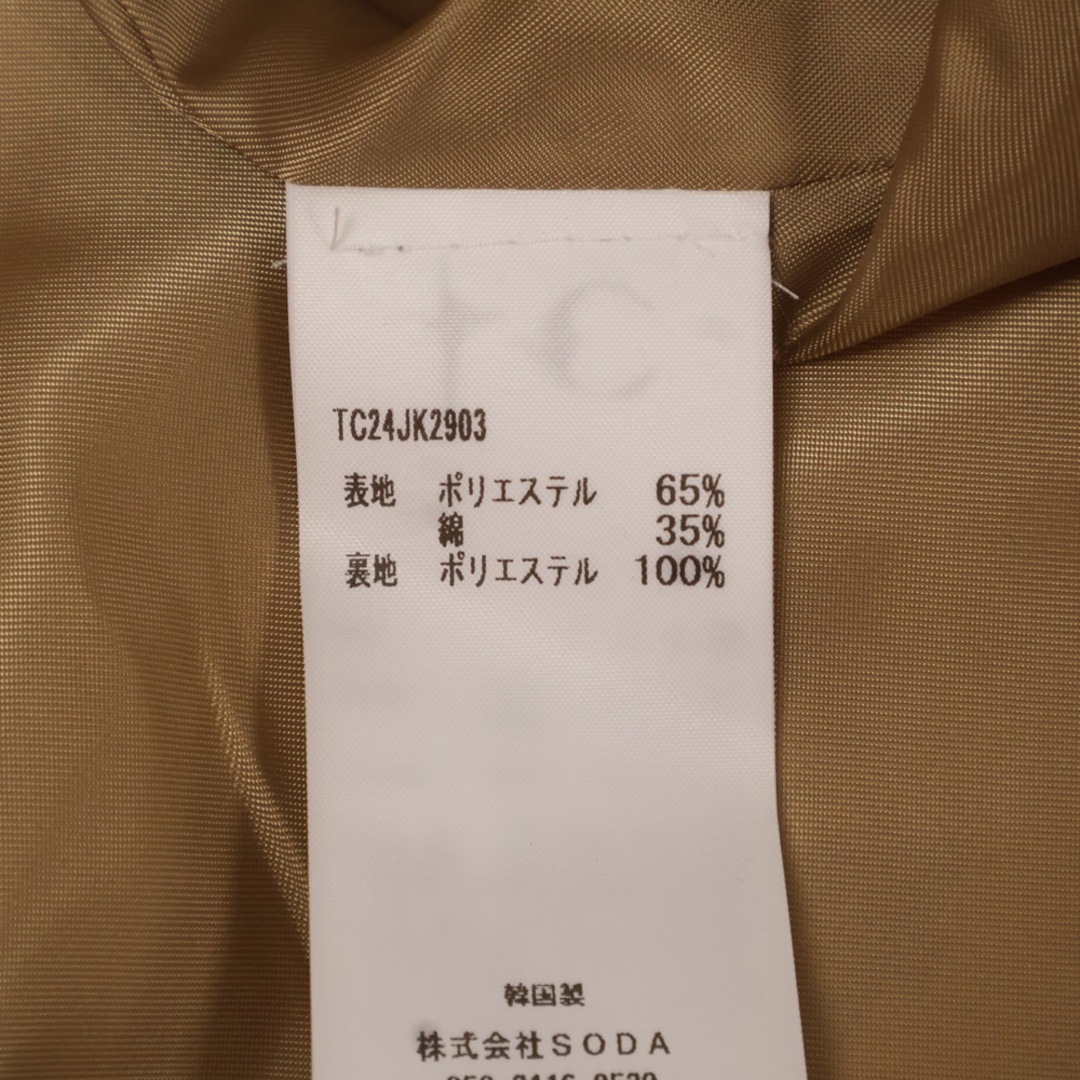 TC24JK2903
表地 ポリエステル 65%
綿 35%
裏地 ポリエステル 100%
韓国製
株式会社SODA